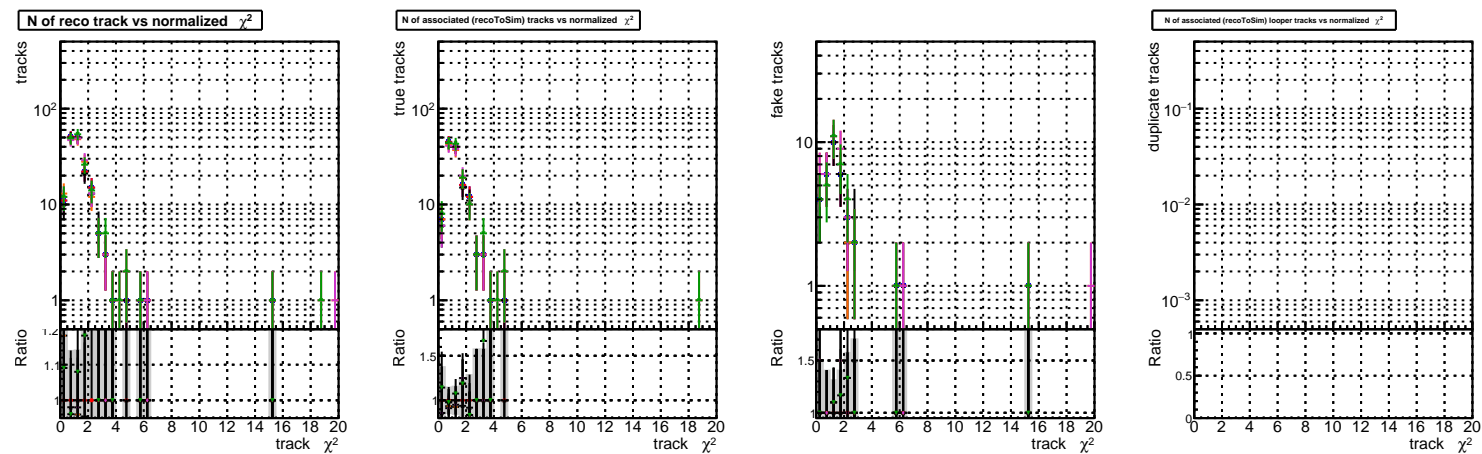 N of reco track vs normalized χ²
tracks
10²
10
1
Ratio
1.2
1.1
1
0 2 4 6 8 10 12 14 16 18 20
track χ²
N of associated (recoToSim) tracks vs normalized χ²
true tracks
10²
10
1
Ratio
1.5
1
0 2 4 6 8 10 12 14 16 18 20
track χ²
fake tracks
10
1
Ratio
1.5
1
0 2 4 6 8 10 12 14 16 18 20
track χ²
N of associated (recoToSim) looper tracks vs normalized χ²
duplicate tracks
10⁻¹
10⁻²
10⁻³
Ratio
1
0.5
0
0 2 4 6 8 10 12 14 16 18 20
track χ²